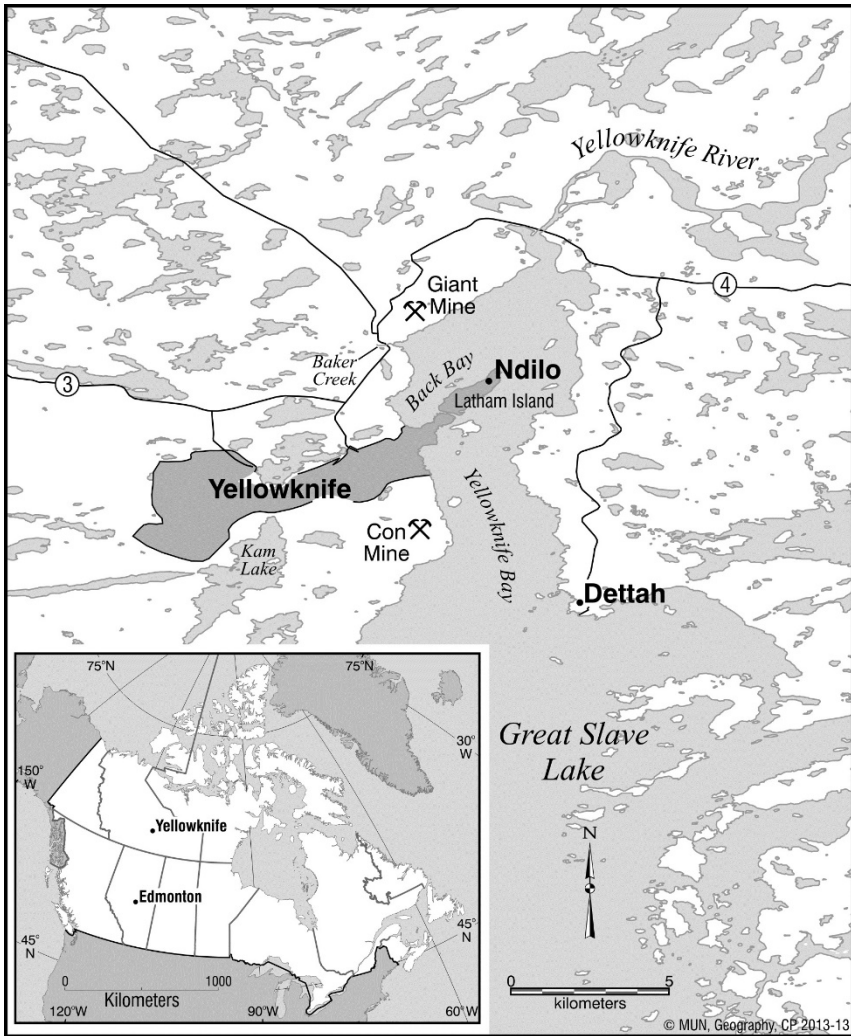 Yellowknife River
4
Giant
Mine
Baker
Creek
3
Back Bay
Ndilo
Latham Island
Yellowknife
Yellowknife Bay
Con
Mine
Kam
Lake
Dettah
Great Slave
Lake
N
0 5
kilometers
75°N
75°N
30°
W
150°
W
Yellowknife
Edmonton
45°
N
45°
N
0 1000
Kilometers
120°W
90°W
60°W
© MUN, Geography, CP 2013-13